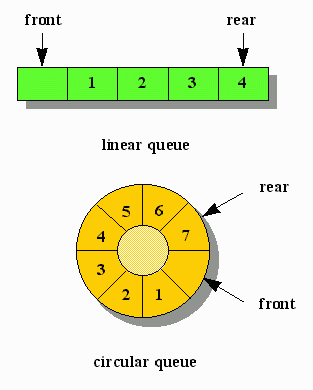 front rear
1 2 3 4
linear queue
5 6
4 7
3
2 1
rear
front
circular queue